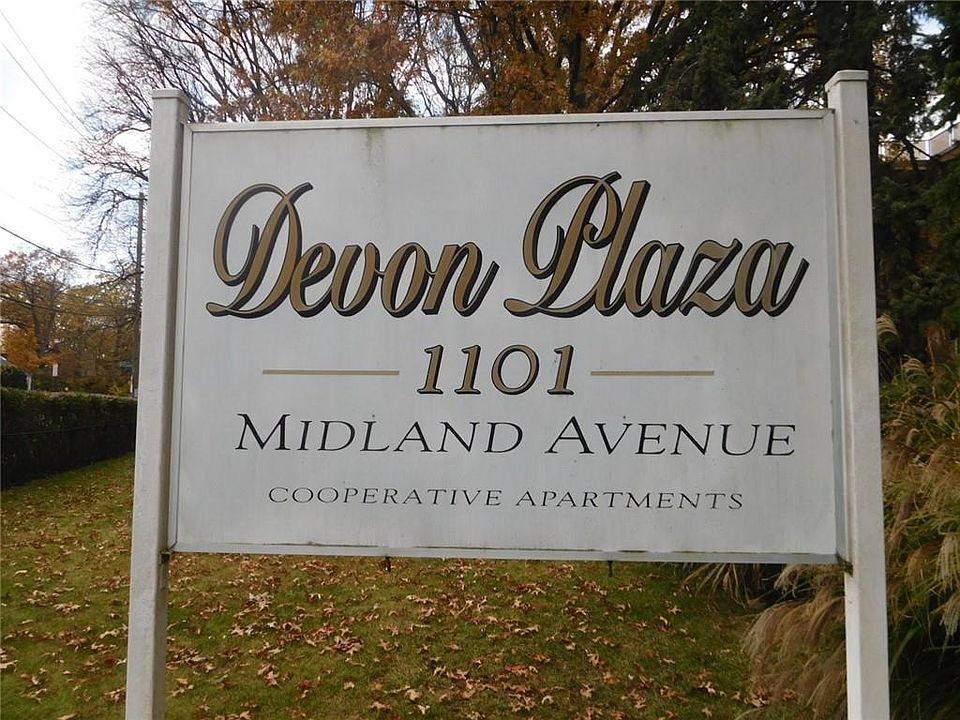 Devon Plaza
1101
MIDLAND AVENUE
COOPERATIVE APARTMENTS